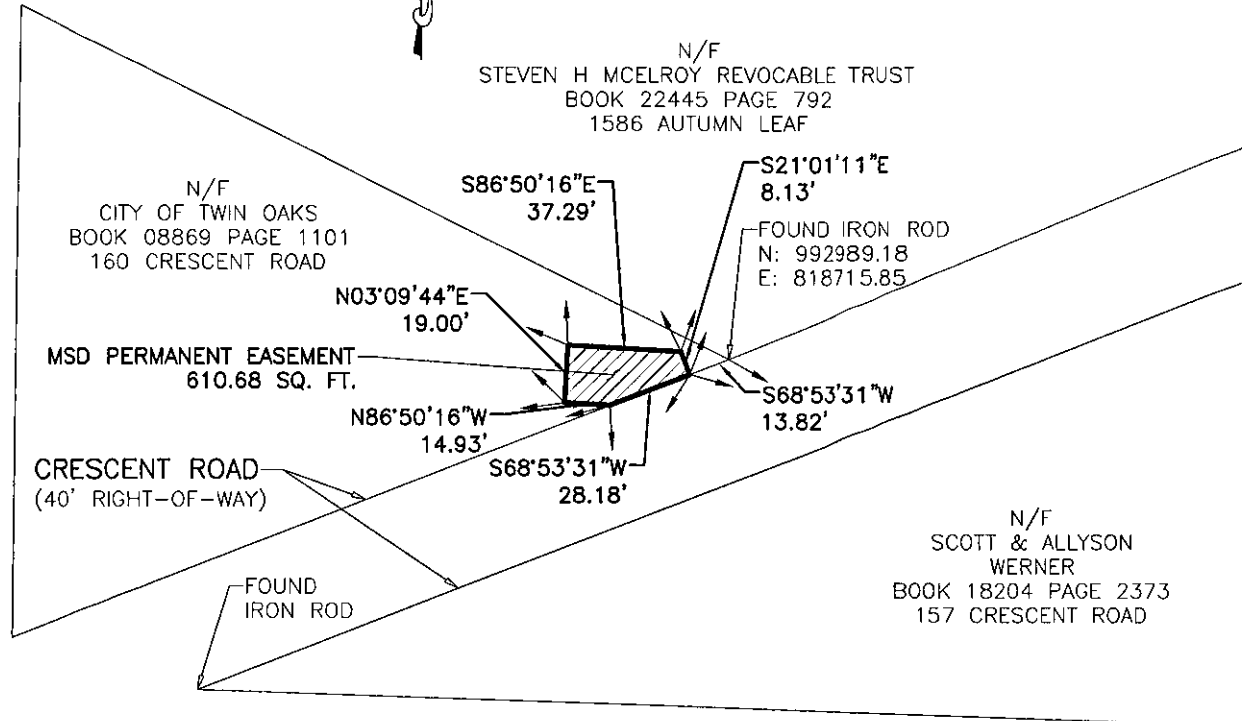 N/F
STEVEN H MCELROY REVOCABLE TRUST
BOOK 22445 PAGE 792
1586 AUTUMN LEAF
N/F
CITY OF TWIN OAKS
BOOK 08869 PAGE 1101
160 CRESCENT ROAD
S86°50'16"E
37.29'
S21°01'11"E
8.13'
FOUND IRON ROD
N: 992989.18
E: 818715.85
N03°09'44"E
19.00'
MSD PERMANENT EASEMENT
610.68 SQ. FT.
N86°50'16"W
14.93'
S68°53'31"W
13.82'
S68°53'31"W
28.18'
CRESCENT ROAD
(40' RIGHT-OF-WAY)
FOUND
IRON ROD
N/F
SCOTT & ALLYSON
WERNER
BOOK 18204 PAGE 2373
157 CRESCENT ROAD